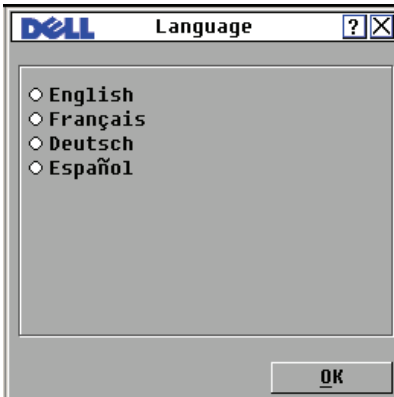 DELL Language ? X
English
Français
Deutsch
Español
OK